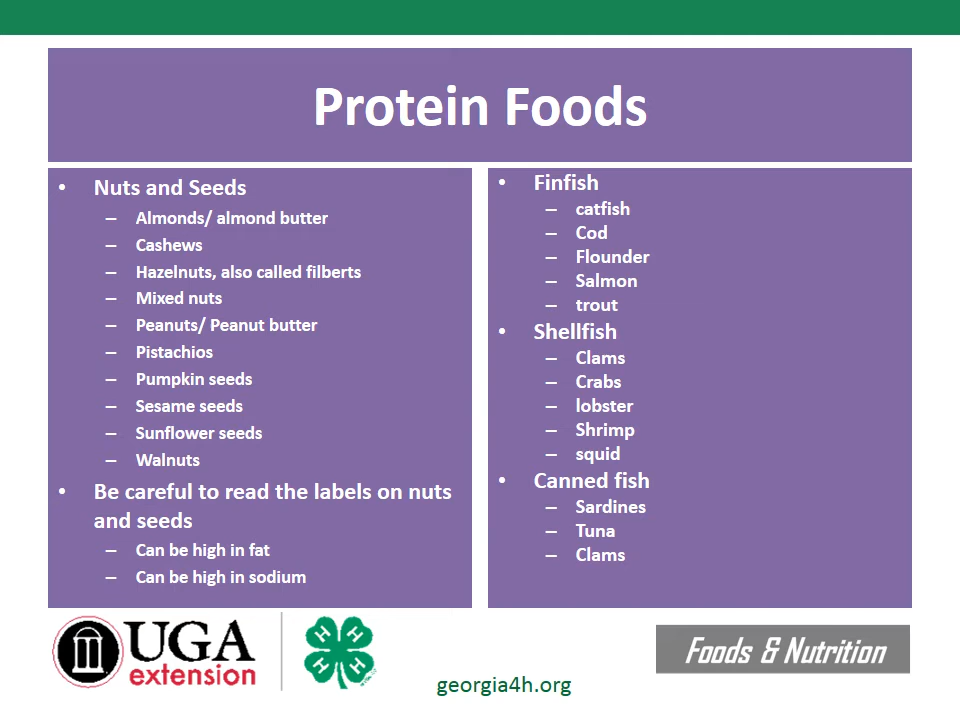 Protein Foods
• Nuts and Seeds
– Almonds/ almond butter
– Cashews
– Hazelnuts, also called filberts
– Mixed nuts
– Peanuts/ Peanut butter
– Pistachios
– Pumpkin seeds
– Sesame seeds
– Sunflower seeds
– Walnuts
• Be careful to read the labels on nuts
and seeds
– Can be high in fat
– Can be high in sodium
• Finfish
– catfish
– Cod
– Flounder
– Salmon
– trout
• Shellfish
– Clams
– Crabs
– lobster
– Shrimp
– squid
• Canned fish
– Sardines
– Tuna
– Clams
UGA
extension
H H
H H
georgia4h.org
Foods & Nutrition